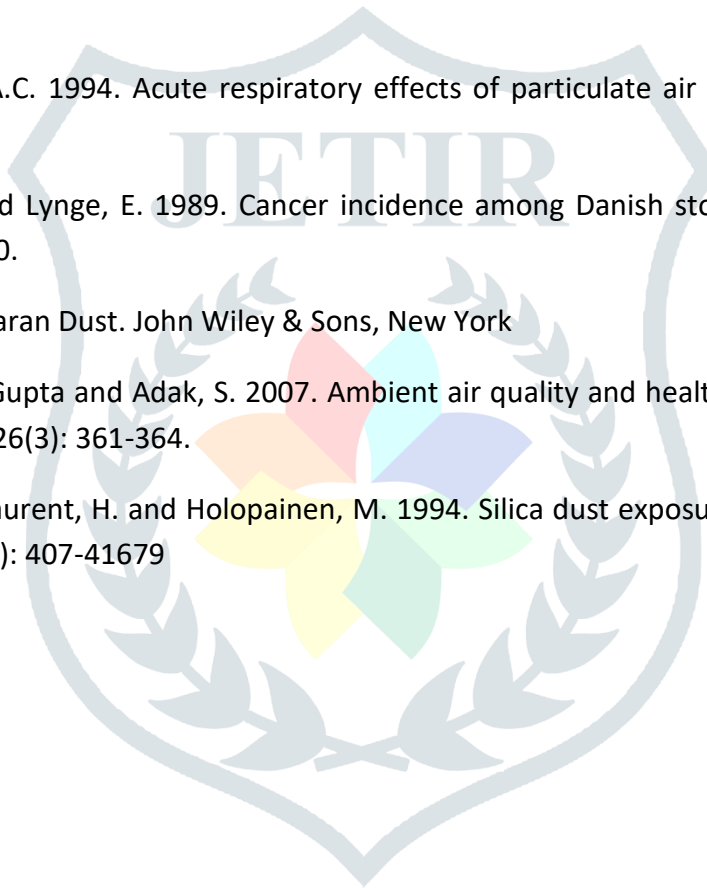 A.C. 1994. Acute respiratory effects of particulate air
JETIR
d Lynge, E. 1989. Cancer incidence among Danish sto
0.
aran Dust. John Wiley & Sons, New York
Gupta and Adak, S. 2007. Ambient air quality and healt
26(3): 361-364.
urent, H. and Holopainen, M. 1994. Silica dust exposu
): 407-41679